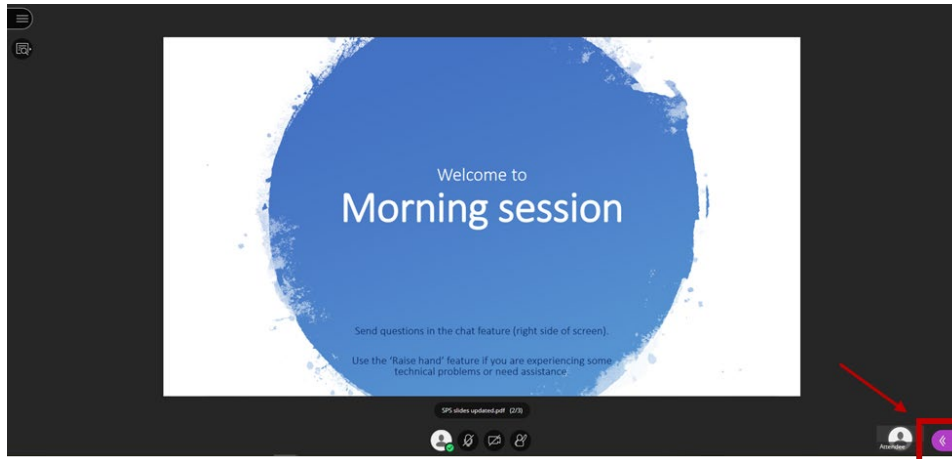 Welcome to
Morning session
Send questions in the chat feature (right side of screen).
Use the ‘Raise hand’ feature if you are experiencing some
technical problems or need assistance
SPS slides updated.pdf (2/3)
Attendee